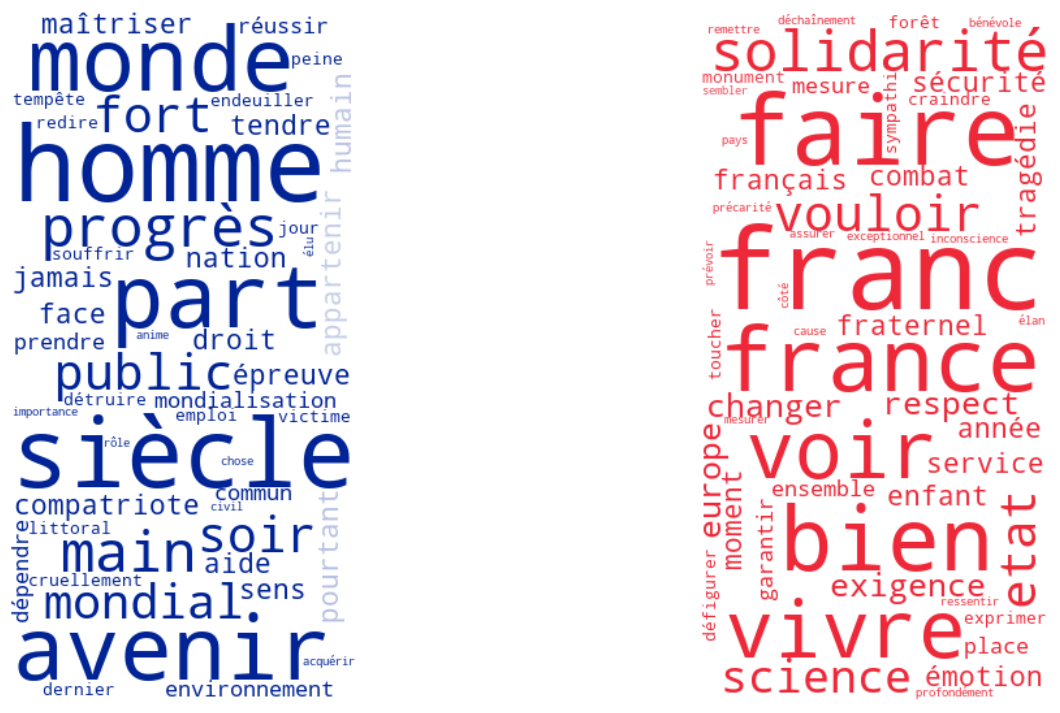 maîtriser
réussir
monde
peine
tempête
fort
endeuiller
humain
redire
tendre
homme
progrès
jour
souffrir
nation
élu
appartenir
jamais
part
face
prendre
anime
droit
public
épreuve
détruire
mondialisation
importance
emploi
victime
siècle
rôle
chose
compatriote
commun
civil
littoral
main
soir
pourtant
aide
dépendre
cruellement
mondial
sens
avenir
acquérir
dernier
environnement
déchaînement
forêt
bénévole
remettre
solidarité
monument
mesure
sécurité
sembler
sympathi
craindre
faire
tragédie
pays
français
combat
précarité
vouloir
assurer
exceptionnel
inconscience
prévoir
franc
côté
élan
toucher
cause
fraternel
france
changer
respect
mesurer
année
europe
voir
service
moment
ensemble
enfant
garantir
bien
etat
défigurer
exigence
ressentir
vivre
exprimer
place
science
émotion
profondément